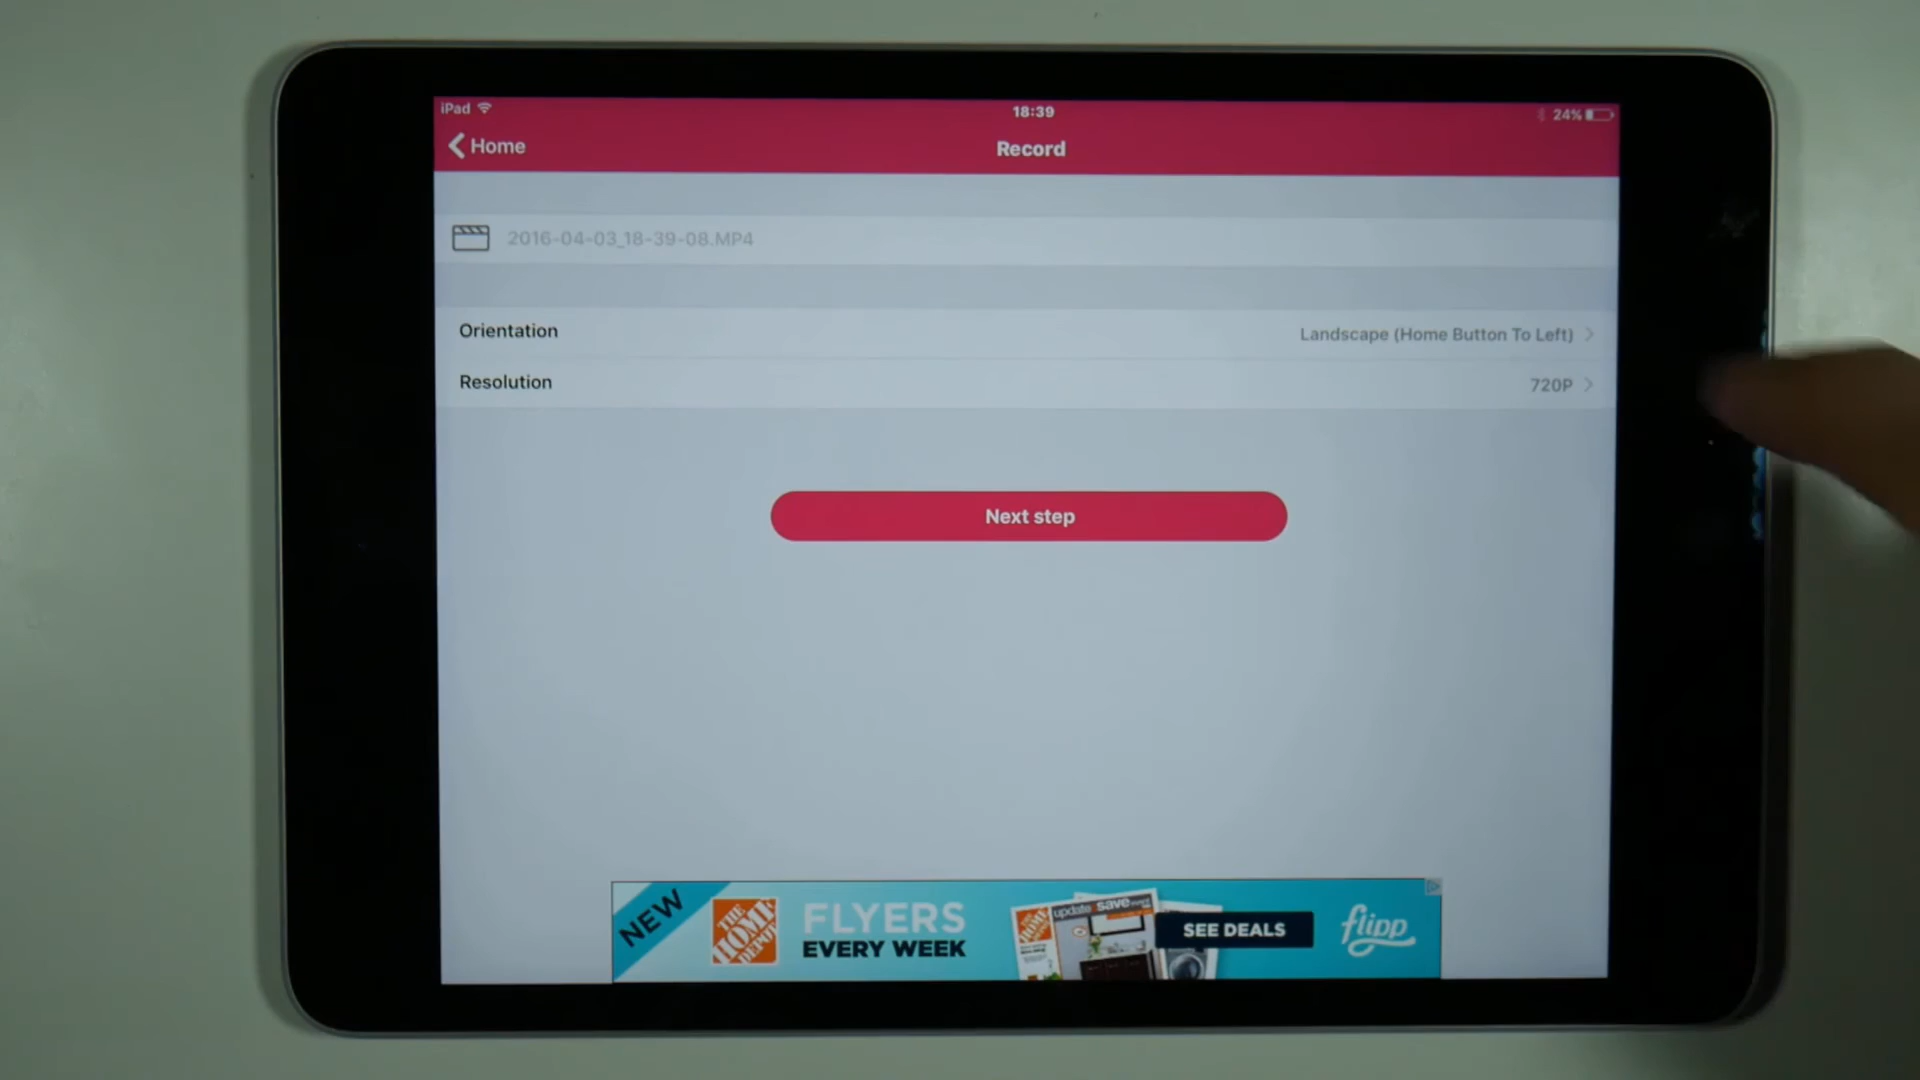 iPad
18:39
24%
Home
Record
2016-04-03_18-39-08.MP4
Orientation
Landscape (Home Button To Left)
Resolution
720P
Next step
NEW
THE HOME DEPOT
FLYERS
EVERY WEEK
update save
SEE DEALS
flipp